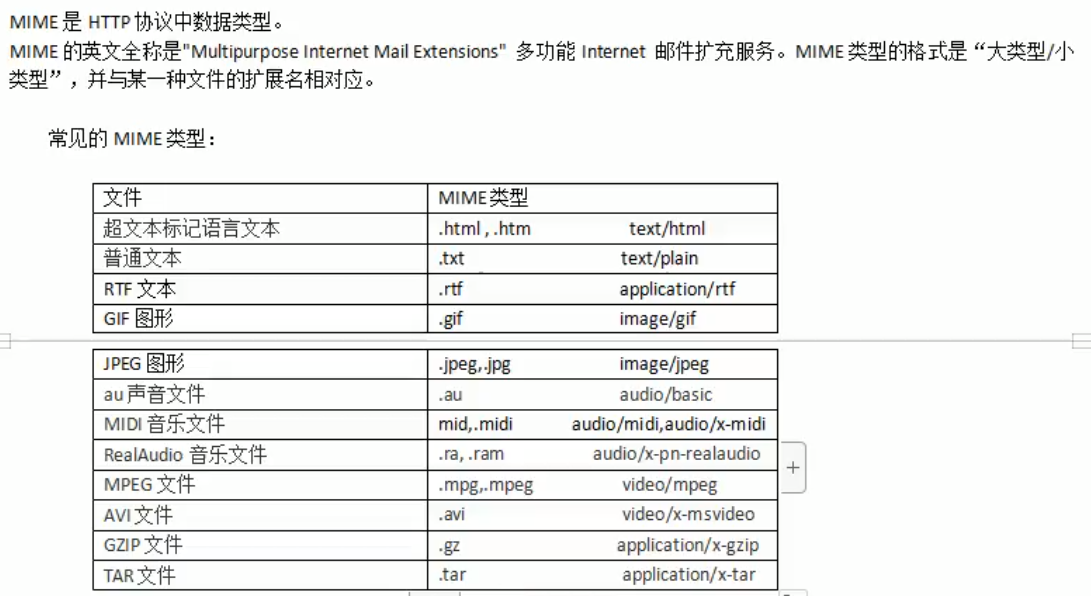 MIME 是 HTTP 协议中数据类型。
MIME 的英文全称是"Multipurpose Internet Mail Extensions" 多功能 Internet 邮件扩充服务。MIME 类型的格式是“大类型/小
类型”，并与某一种文件的扩展名相对应。
常见的 MIME 类型：
文件 MIME 类型
超文本标记语言文本 .html , .htm text/html
普通文本 .txt text/plain
RTF 文本 .rtf application/rtf
GIF 图形 .gif image/gif
JPEG 图形 .jpeg,.jpg image/jpeg
au 声音文件 .au audio/basic
MIDI 音乐文件 mid,.midi audio/midi,audio/x-midi
RealAudio 音乐文件 .ra, .ram audio/x-pn-realaudio
MPEG 文件 .mpg,.mpeg video/mpeg
AVI 文件 .avi video/x-msvideo
GZIP 文件 .gz application/x-gzip
TAR 文件 .tar application/x-tar